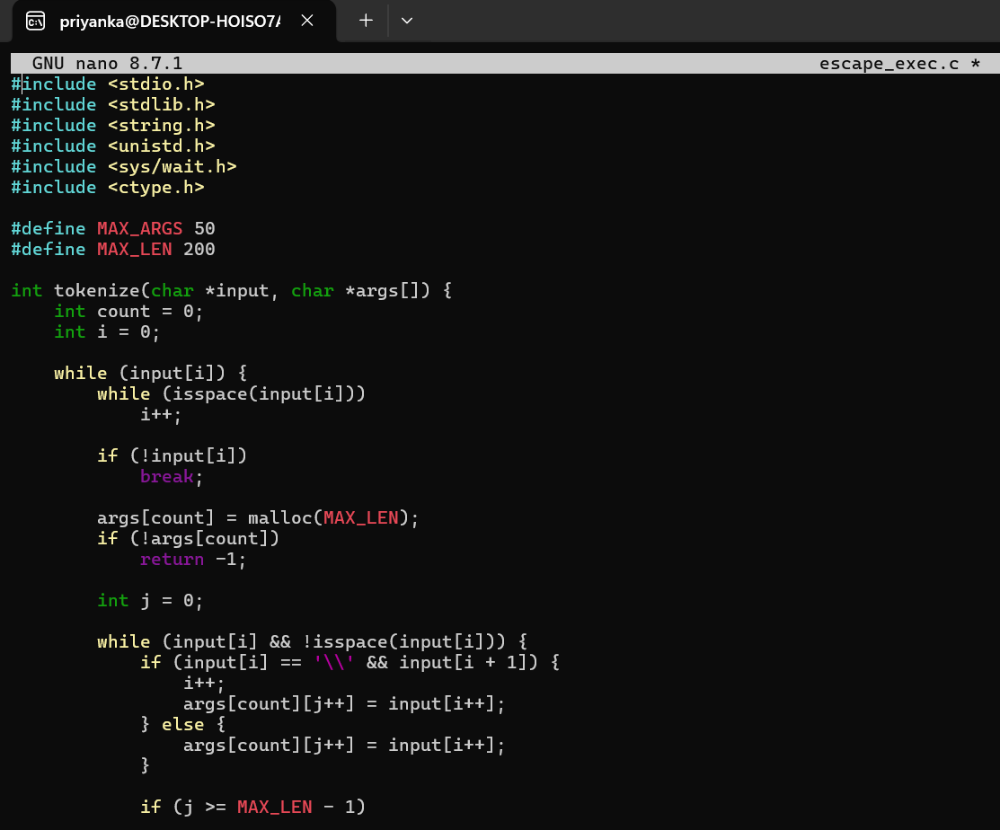 priyanka@DESKTOP-HOISO7
GNU nano 8.7.1 escape_exec.c *
#include <stdio.h>
#include <stdlib.h>
#include <string.h>
#include <unistd.h>
#include <sys/wait.h>
#include <ctype.h>

#define MAX_ARGS 50
#define MAX_LEN 200

int tokenize(char *input, char *args[]) {
    int count = 0;
    int i = 0;

    while (input[i]) {
        while (isspace(input[i]))
            i++;

        if (!input[i])
            break;

        args[count] = malloc(MAX_LEN);
        if (!args[count])
            return -1;

        int j = 0;

        while (input[i] && !isspace(input[i])) {
            if (input[i] == '\\' && input[i + 1]) {
                i++;
                args[count][j++] = input[i++];
            } else {
                args[count][j++] = input[i++];
            }

            if (j >= MAX_LEN - 1)